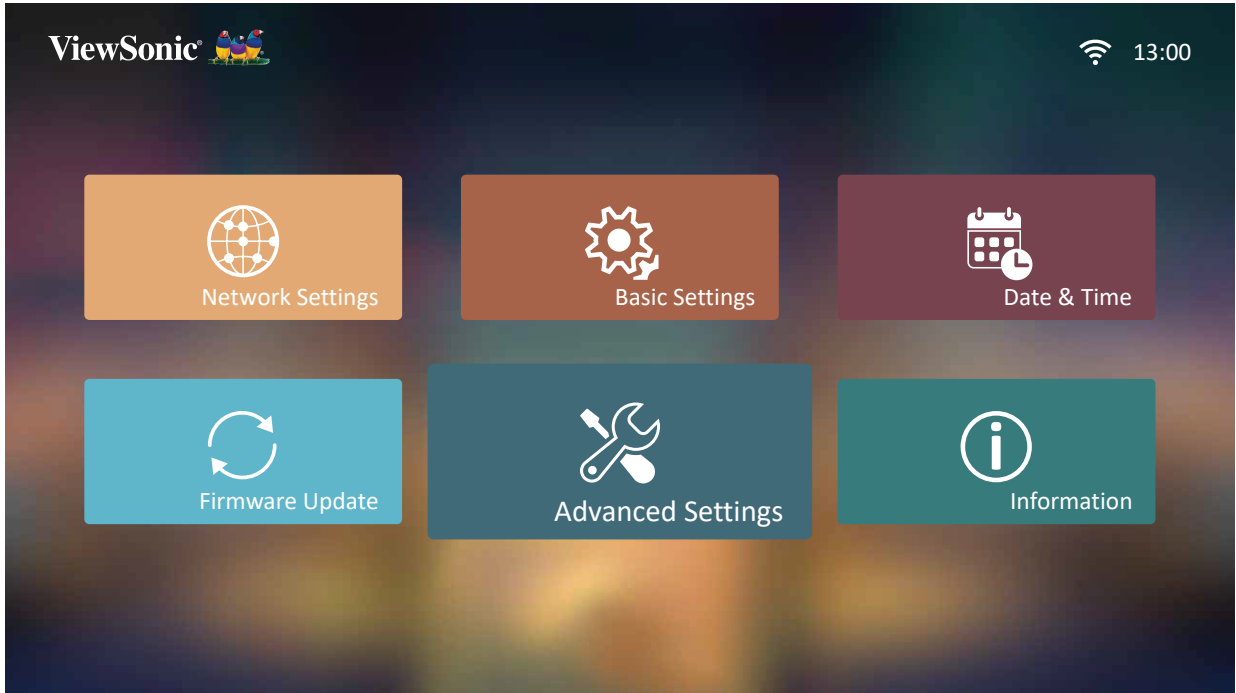 ViewSonic®
13:00
Network Settings
Basic Settings
Date & Time
Firmware Update
Advanced Settings
Information